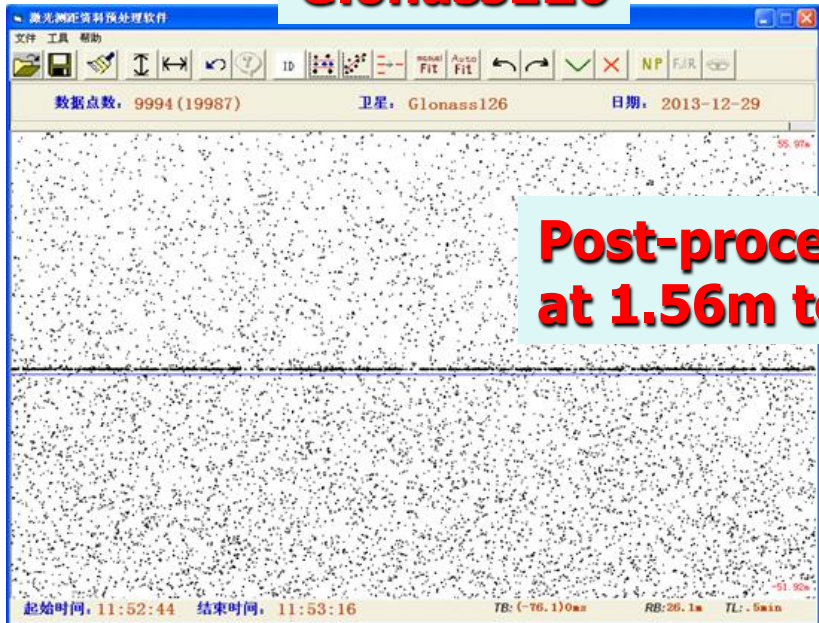 Glonass126
激光测距资料预处理软件
文件 工具 帮助
ID manual Fit Auto Fit NP FJR
数据点数: 9994(19987) 卫星: Glonass126 日期: 2013-12-29
55.97m
Post-proce
at 1.56m te
-51.92m
起始时间: 11:52:44 结束时间: 11:53:16 TB:(-76.1)0ms RB:26.1m TL:.5min